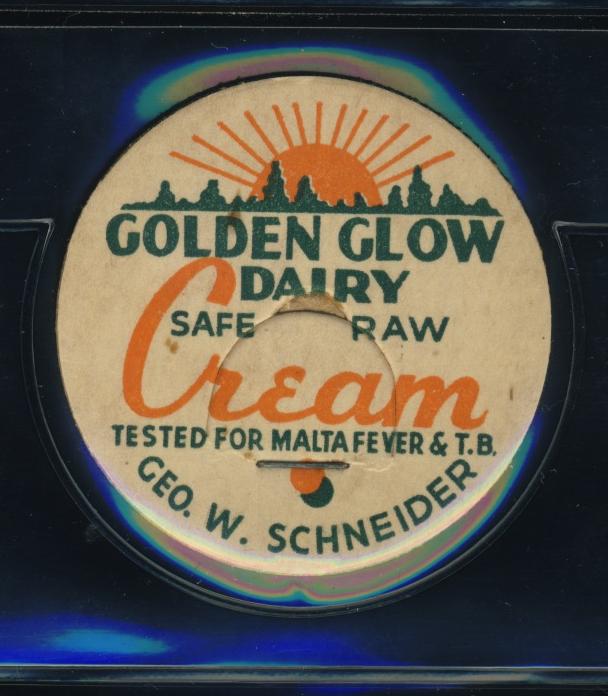 GOLDEN GLOW
DAIRY
SAFE RAW
Cream
TESTED FOR MALTA FEVER & T.B.
GEO. W. SCHNEIDER